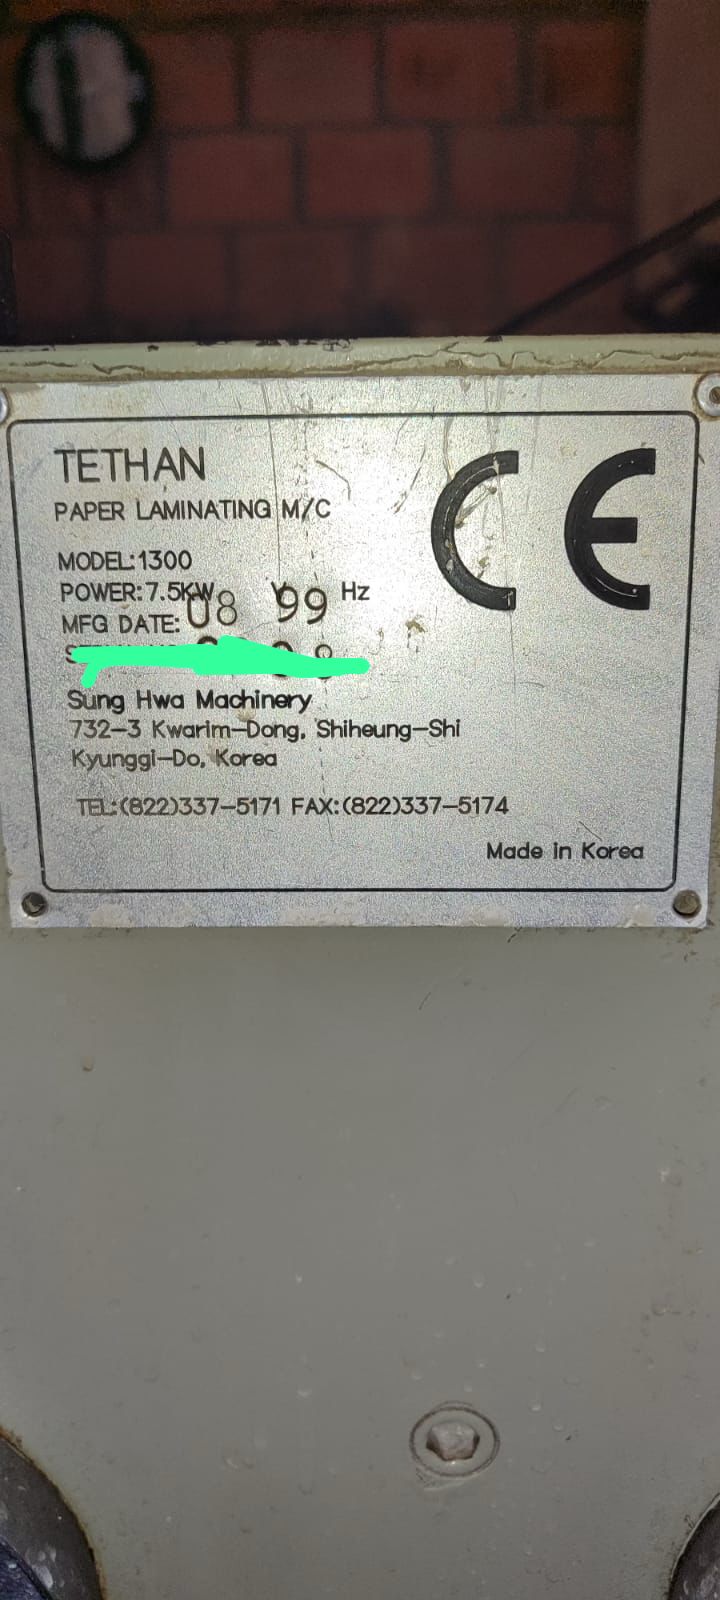 TETHAN
PAPER LAMINATING M/C
CE
MODEL:1300
POWER:7.5KW Hz
MFG DATE: 08 99
Sung Hwa Machinery
732-3 Kwarim-Dong, Shiheung-Shi
Kyunggi-Do, Korea
TEL:(822)337-5171 FAX:(822)337-5174
Made in Korea